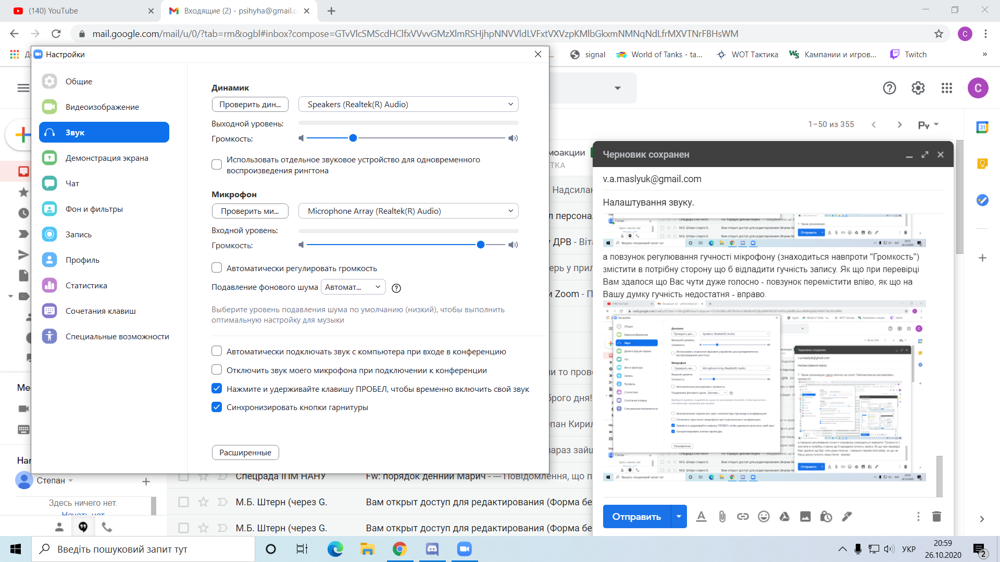 (140) YouTube
Входящие (2) - psihyha@gmail.c
mail.google.com/mail/u/0/?tab=rm&ogbl#inbox?compose=GTvVlcSMScdHClfxVVvvGMzXlmRSHjhpNNVVldLVFxtVXVzpKMlbGkxmNMNqNdLfrMXVTNrFBHsWM
C
signal
World of Tanks - ta...
WOT Тактика
Кампании и игров...
Twitch
»
Настройки
Общие
Видеоизображение
Звук
Демонстрация экрана
Чат
Фон и фильтры
Запись
Профиль
Статистика
Сочетания клавиш
Специальные возможности
Динамик
Проверить дин...
Speakers (Realtek(R) Audio)
Выходной уровень:
Громкость:
Использовать отдельное звуковое устройство для одновременного
воспроизведения рингтона
Микрофон
Проверить ми...
Microphone Array (Realtek(R) Audio)
Входной уровень:
Громкость:
Автоматически регулировать громкость
Подавление фонового шума
Автомат...
Выберите уровень подавления шума по умолчанию (низкий), чтобы выполнить
оптимальную настройку для музыки
Автоматически подключать звук с компьютера при входе в конференцию
Отключить звук моего микрофона при подключении к конференции
Нажмите и удерживайте клавишу ПРОБЕЛ, чтобы временно включить свой звук
Синхронизировать кнопки гарнитуры
Расширенные
C
1–50 из 355
31
Черновик сохранен
v.a.maslyuk@gmail.com
Налаштування звуку.
а повзунок регулювання гучності мікрофону (знаходиться навпроти "Громкость")
змістити в потрібну сторону що б відладити гучність запису. Як що при перевірці
Вам здалося що Вас чути дуже голосно - повзунок перемістити вліво, як що на
Вашу думку гучність недостатня - вправо.
Отправить
моакции
ТКА
Надсилан
л персона.
у ДРВ - Віта
ерь у прил
и Zoom - П
и то прово
оброго дня!
епан Кирил
зараз зайш
Спецрада ІПМ НАНУ
Fw: порядок денний Марич - --- Повідомлення, що п
М.Б. Штерн (через G.
Вам открыт доступ для редактирования (Форма бе
М.Б. Штерн (через G.
Вам открыт доступ для редактирования (Форма бе
Степан
Здесь ничего нет.
Введіть пошуковий запит тут
УКР
20:59
26.10.2020
2